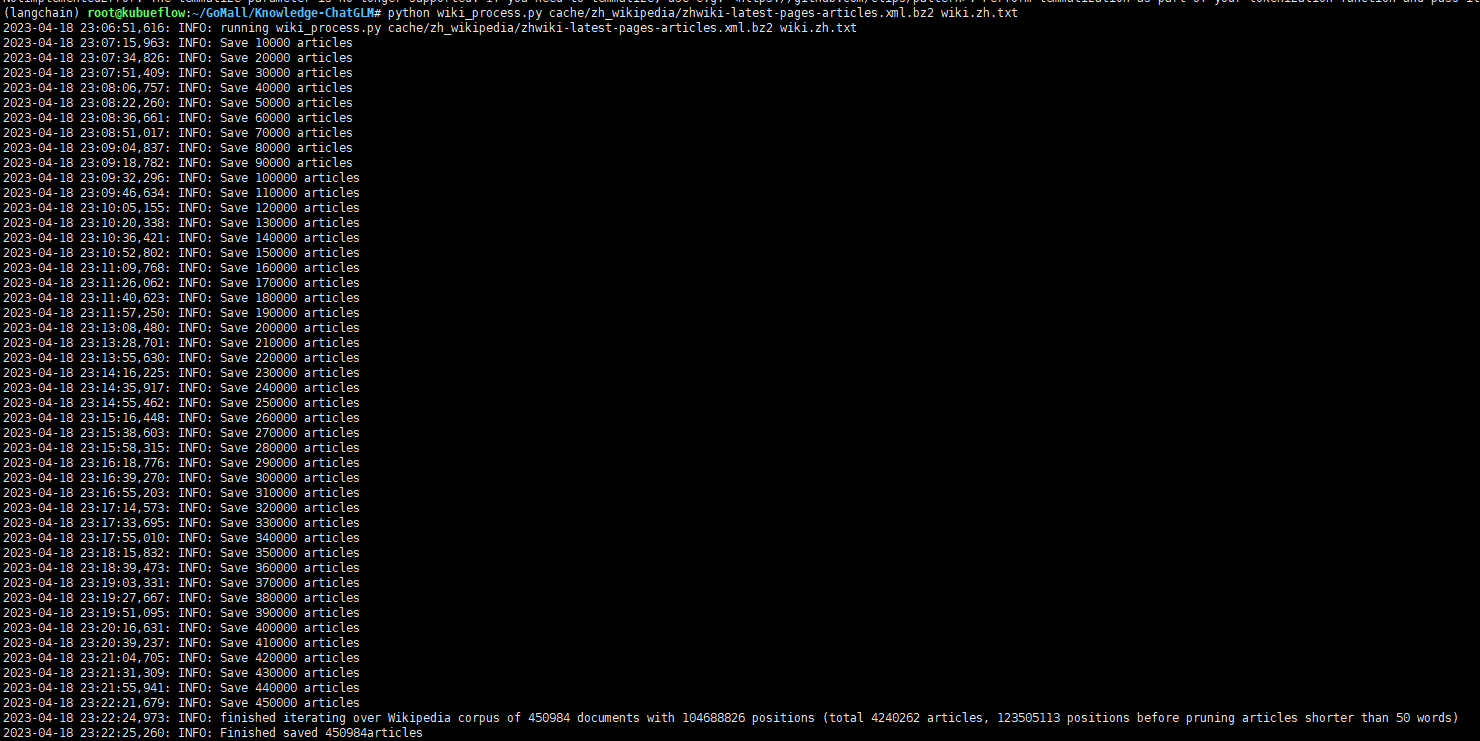 (langchain) root@kubueflow:~/GoMall/Knowledge-ChatGLM# python wiki_process.py cache/zh_wikipedia/zhwiki-latest-pages-articles.xml.bz2 wiki.zh.txt
2023-04-18 23:06:51,616: INFO: running wiki_process.py cache/zh_wikipedia/zhwiki-latest-pages-articles.xml.bz2 wiki.zh.txt
2023-04-18 23:07:15,963: INFO: Save 10000 articles
2023-04-18 23:07:34,826: INFO: Save 20000 articles
2023-04-18 23:07:51,409: INFO: Save 30000 articles
2023-04-18 23:08:06,757: INFO: Save 40000 articles
2023-04-18 23:08:22,260: INFO: Save 50000 articles
2023-04-18 23:08:36,661: INFO: Save 60000 articles
2023-04-18 23:08:51,017: INFO: Save 70000 articles
2023-04-18 23:09:04,837: INFO: Save 80000 articles
2023-04-18 23:09:18,782: INFO: Save 90000 articles
2023-04-18 23:09:32,296: INFO: Save 100000 articles
2023-04-18 23:09:46,634: INFO: Save 110000 articles
2023-04-18 23:10:05,155: INFO: Save 120000 articles
2023-04-18 23:10:20,338: INFO: Save 130000 articles
2023-04-18 23:10:36,421: INFO: Save 140000 articles
2023-04-18 23:10:52,802: INFO: Save 150000 articles
2023-04-18 23:11:09,768: INFO: Save 160000 articles
2023-04-18 23:11:26,062: INFO: Save 170000 articles
2023-04-18 23:11:40,623: INFO: Save 180000 articles
2023-04-18 23:11:57,250: INFO: Save 190000 articles
2023-04-18 23:13:08,480: INFO: Save 200000 articles
2023-04-18 23:13:28,701: INFO: Save 210000 articles
2023-04-18 23:13:55,630: INFO: Save 220000 articles
2023-04-18 23:14:16,225: INFO: Save 230000 articles
2023-04-18 23:14:35,917: INFO: Save 240000 articles
2023-04-18 23:14:55,462: INFO: Save 250000 articles
2023-04-18 23:15:16,448: INFO: Save 260000 articles
2023-04-18 23:15:38,603: INFO: Save 270000 articles
2023-04-18 23:15:58,315: INFO: Save 280000 articles
2023-04-18 23:16:18,776: INFO: Save 290000 articles
2023-04-18 23:16:39,270: INFO: Save 300000 articles
2023-04-18 23:16:55,203: INFO: Save 310000 articles
2023-04-18 23:17:14,573: INFO: Save 320000 articles
2023-04-18 23:17:33,695: INFO: Save 330000 articles
2023-04-18 23:17:55,010: INFO: Save 340000 articles
2023-04-18 23:18:15,832: INFO: Save 350000 articles
2023-04-18 23:18:39,473: INFO: Save 360000 articles
2023-04-18 23:19:03,331: INFO: Save 370000 articles
2023-04-18 23:19:27,667: INFO: Save 380000 articles
2023-04-18 23:19:51,095: INFO: Save 390000 articles
2023-04-18 23:20:16,631: INFO: Save 400000 articles
2023-04-18 23:20:39,237: INFO: Save 410000 articles
2023-04-18 23:21:04,705: INFO: Save 420000 articles
2023-04-18 23:21:31,309: INFO: Save 430000 articles
2023-04-18 23:21:55,941: INFO: Save 440000 articles
2023-04-18 23:22:21,679: INFO: Save 450000 articles
2023-04-18 23:22:24,973: INFO: finished iterating over Wikipedia corpus of 450984 documents with 104688826 positions (total 4240262 articles, 123505113 positions before pruning articles shorter than 50 words)
2023-04-18 23:22:25,260: INFO: Finished saved 450984articles